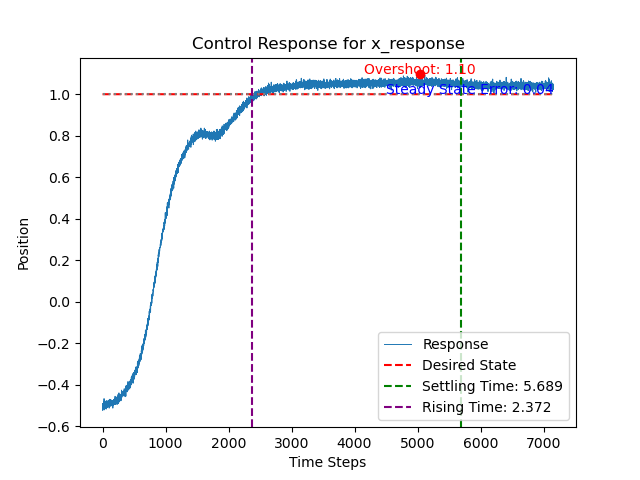 Control Response for x_response
Overshoot: 1.10
Steady State Error: 0.04
1.0
0.8
0.6
0.4
0.2
0.0
−0.2
−0.4
−0.6
Position
Response
Desired State
Settling Time: 5.689
Rising Time: 2.372
0 1000 2000 3000 4000 5000 6000 7000
Time Steps